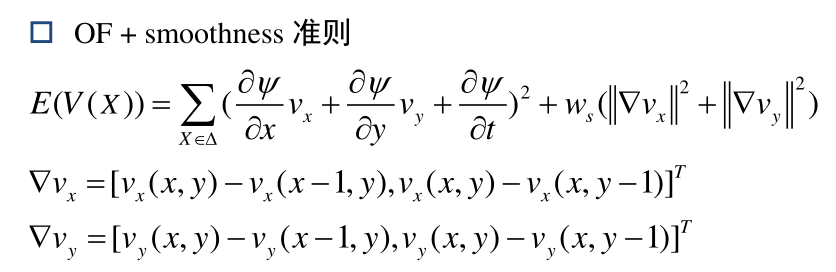 OF + smoothness 准则
E(V(X)) = ∑_{X∈Δ} (∂ψ/∂x v_x + ∂ψ/∂y v_y + ∂ψ/∂t)² + w_s(‖∇v_x‖² + ‖∇v_y‖²)
∇v_x = [v_x(x, y) − v_x(x − 1, y), v_x(x, y) − v_x(x, y − 1)]^T
∇v_y = [v_y(x, y) − v_y(x − 1, y), v_y(x, y) − v_y(x, y − 1)]^T